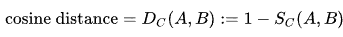 cosine distance = D_C(A, B) := 1 − S_C(A, B)